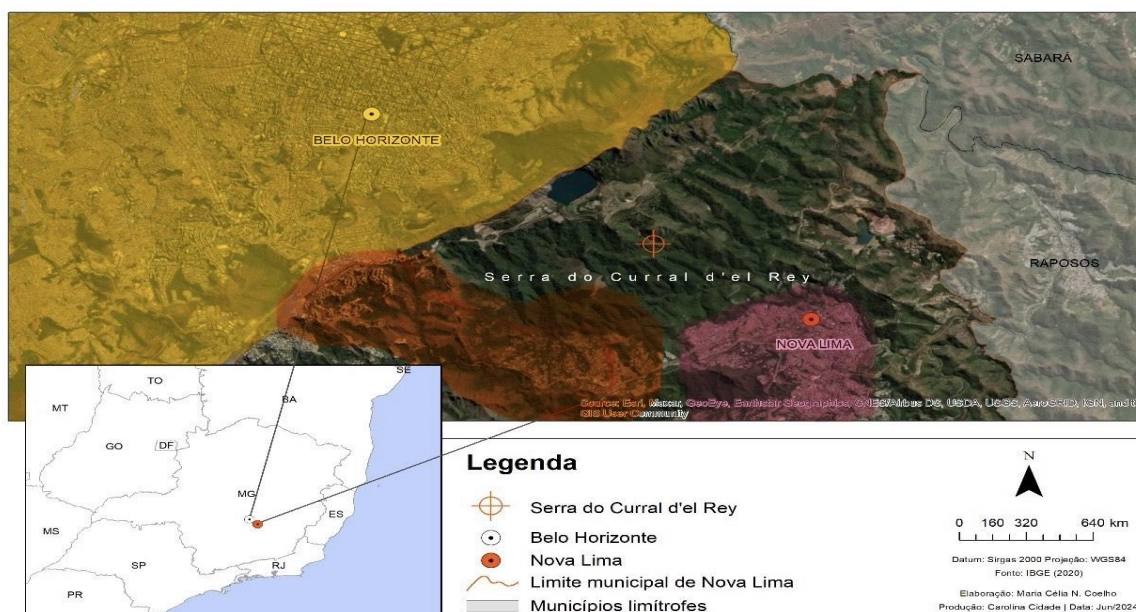 SABARÁ
BELO HORIZONTE
RAPOSOS
Serra do Curral d'el Rey
NOVA LIMA
Source: Esri, Maxar, GeoEye, Earthstar Geographics, CNES/Airbus DS, USDA, USGS, AeroGRID, IGN, and
GIS User Community
SE
TO
BA
MT
GO
DF
MG
ES
MS
SP
RJ
PR
Legenda
Serra do Curral d'el Rey
Belo Horizonte
Nova Lima
Limite municipal de Nova Lima
Municípios limítrofes
N
0 160 320 640 km
Datum: Sirgas 2000 Projeção: WGS84
Fonte: IBGE (2020)
Elaboração: Maria Célia N. Coelho
Produção: Carolina Cidade | Data: Jun/2024